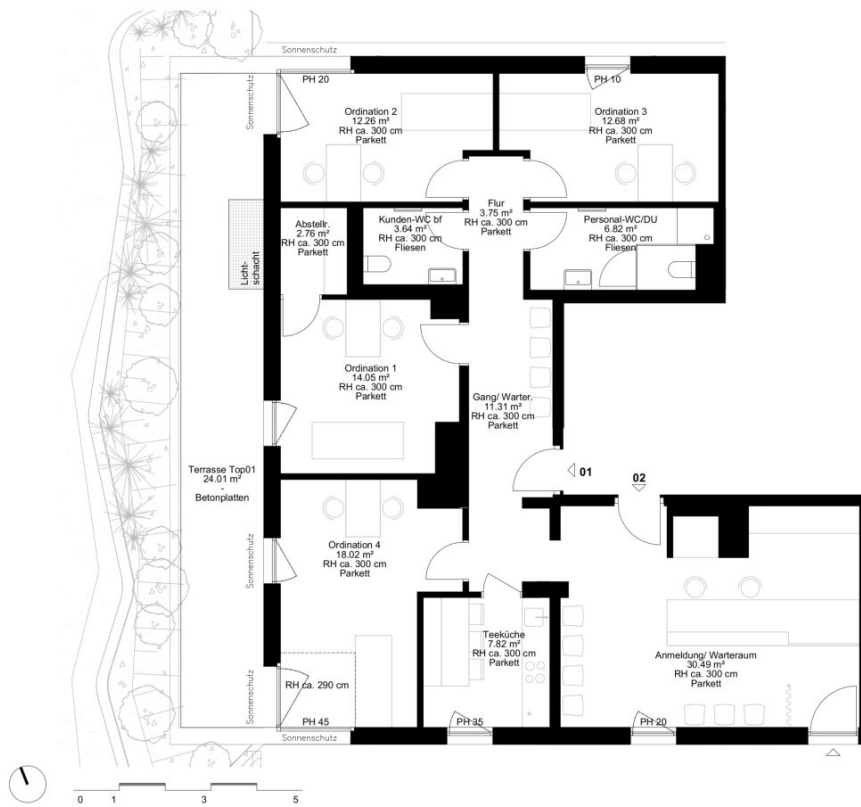 Sonnenschutz
Sonnenschutz
PH 20
PH 10
Ordination 2
12.26 m²
RH ca. 300 cm
Parkett
Ordination 3
12.68 m²
RH ca. 300 cm
Parkett
Flur
3.75 m²
RH ca. 300 cm
Parkett
Abstellr.
2.76 m²
RH ca. 300 cm
Parkett
Kunden-WC bf
3.64 m²
RH ca. 300 cm
Fliesen
Personal-WC/DU
6.82 m²
RH ca. 300 cm
Fliesen
Licht-
schacht
Ordination 1
14.05 m²
RH ca. 300 cm
Parkett
Gang/ Warter.
11.31 m²
RH ca. 300 cm
Parkett
01
02
Terrasse Top01
24.01 m²
-
Betonplatten
Ordination 4
18.02 m²
RH ca. 300 cm
Parkett
Sonnenschutz
Teeküche
7.82 m²
RH ca. 300 cm
Parkett
Anmeldung/ Warteraum
30.49 m²
RH ca. 300 cm
Parkett
RH ca. 290 cm
Sonnenschutz
PH 45
PH 35
PH 20
Sonnenschutz
0 1 3 5